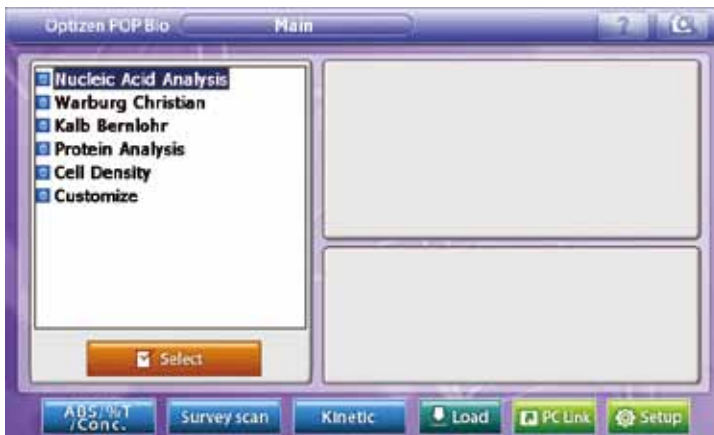 Optizen POP Bio
Main
?
Nucleic Acid Analysis
Warburg Christian
Kalb Bernlohr
Protein Analysis
Cell Density
Customize
Select
ABS/%T
/Conc.
Survey scan
Kinetic
Load
PC Link
Setup